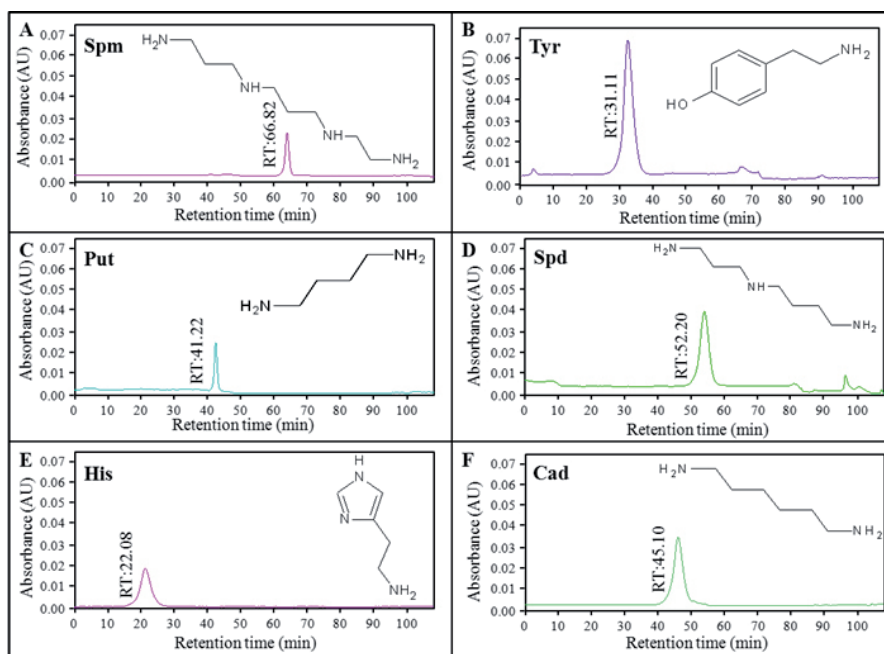 A
Spm
H2N
NH
NH
NH2
RT:66.82
Absorbance (AU)
0.07
0.06
0.05
0.04
0.03
0.02
0.01
0.00
0 10 20 30 40 50 60 70 80 90 100
Retention time (min)
B
Tyr
NH2
HO
RT:31.11
Absorbance (AU)
0.07
0.06
0.05
0.04
0.03
0.02
0.01
0.00
0 10 20 30 40 50 60 70 80 90 100
Retention time (min)
C
Put
NH2
H2N
RT:41.22
Absorbance (AU)
0.07
0.06
0.05
0.04
0.03
0.02
0.01
0.00
0 10 20 30 40 50 60 70 80 90 100
Retention time (min)
D
Spd
H2N
NH
NH2
RT:52.20
Absorbance (AU)
0.07
0.06
0.05
0.04
0.03
0.02
0.01
0.00
0 10 20 30 40 50 60 70 80 90 100
Retention time (min)
E
His
H
N
N
NH2
RT:22.08
Absorbance (AU)
0.07
0.06
0.05
0.04
0.03
0.02
0.01
0.00
0 10 20 30 40 50 60 70 80 90 100
Retention time (min)
F
Cad
H2N
NH2
RT:45.10
Absorbance (AU)
0.07
0.06
0.05
0.04
0.03
0.02
0.01
0.00
0 10 20 30 40 50 60 70 80 90 100
Retention time (min)